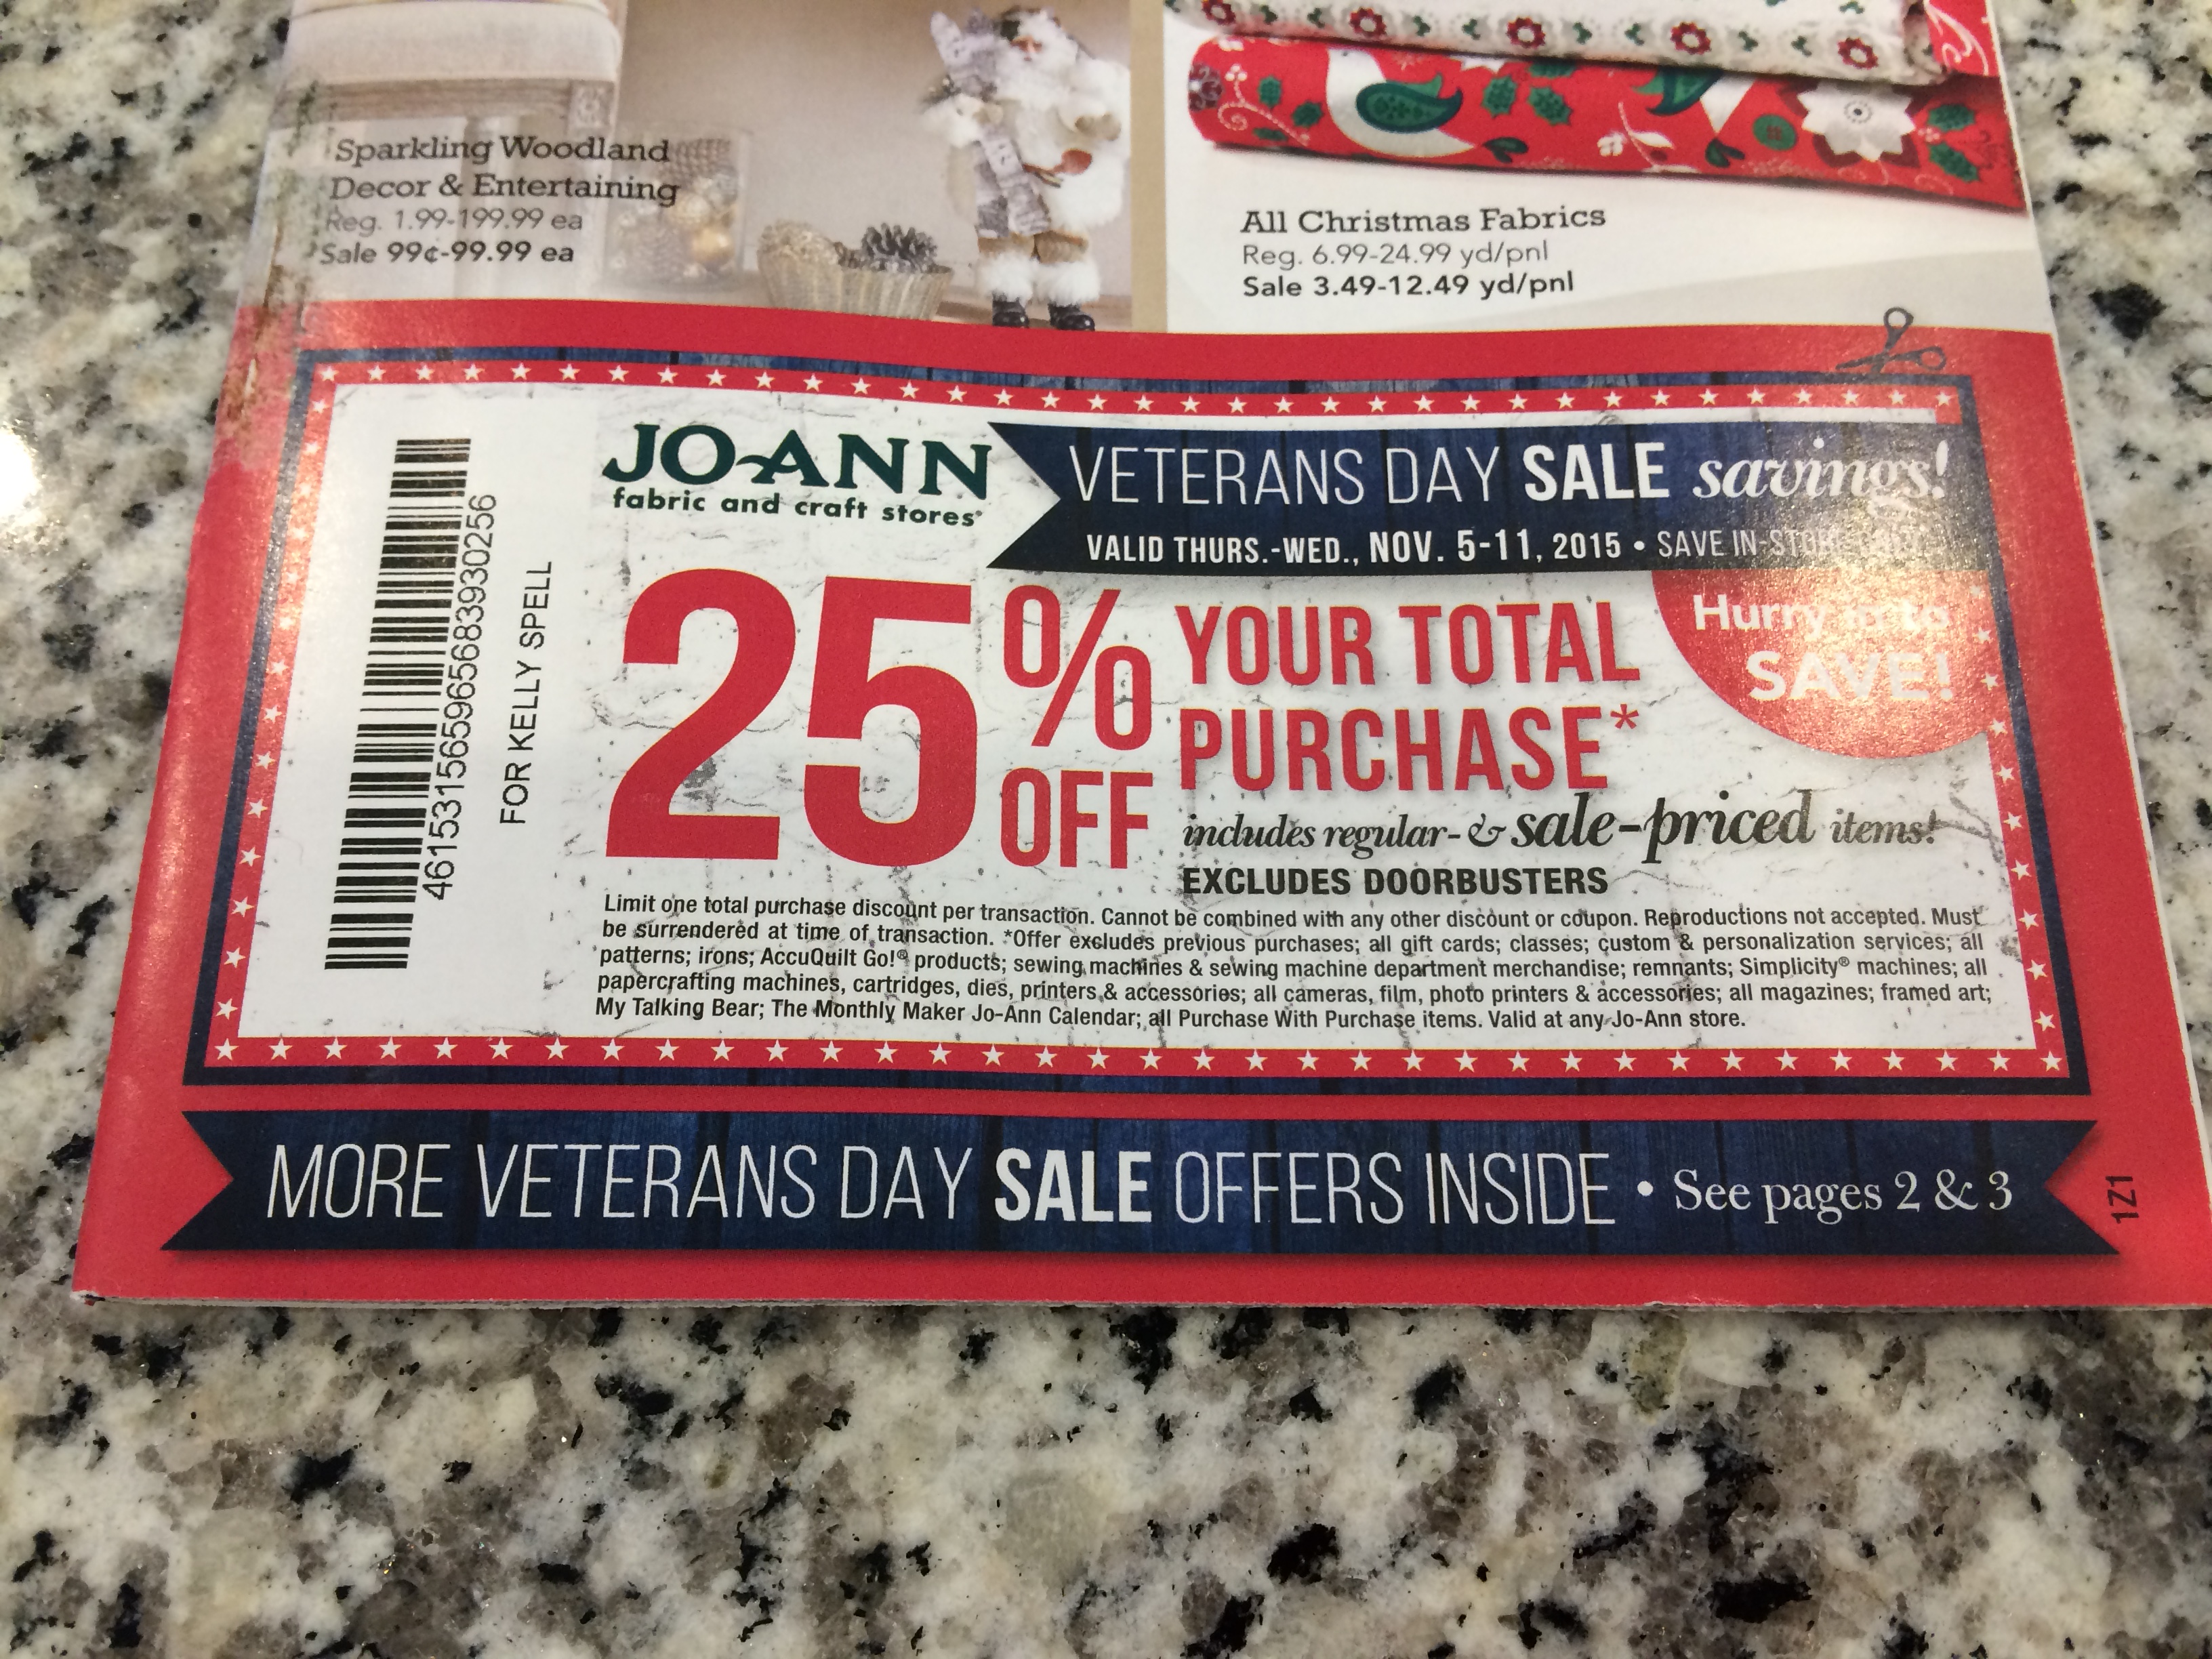 Sparkling Woodland
Decor & Entertaining
Reg. 1.99-199.99 ea
Sale 99¢-99.99 ea
All Christmas Fabrics
Reg. 6.99-24.99 yd/pnl
Sale 3.49-12.49 yd/pnl
JO-ANN
fabric and craft stores®
VETERANS DAY SALE savings!
VALID THURS.-WED., NOV. 5-11, 2015 • SAVE IN-STORE
Hurry in to
SAVE!
25% OFF
YOUR TOTAL
PURCHASE*
includes regular- & sale-priced items!
EXCLUDES DOORBUSTERS
Limit one total purchase discount per transaction. Cannot be combined with any other discount or coupon. Reproductions not accepted. Must
be surrendered at time of transaction. *Offer excludes previous purchases; all gift cards; classes; custom & personalization services; all
patterns; irons; AccuQuilt Go!® products; sewing machines & sewing machine department merchandise; remnants; Simplicity® machines; all
papercrafting machines, cartridges, dies, printers & accessories; all cameras, film, photo printers & accessories; all magazines; framed art;
My Talking Bear; The Monthly Maker Jo-Ann Calendar; all Purchase With Purchase items. Valid at any Jo-Ann store.
46153156596568393025​6
FOR KELLY SPELL
MORE VETERANS DAY SALE OFFERS INSIDE • See pages 2 & 3
1Z1